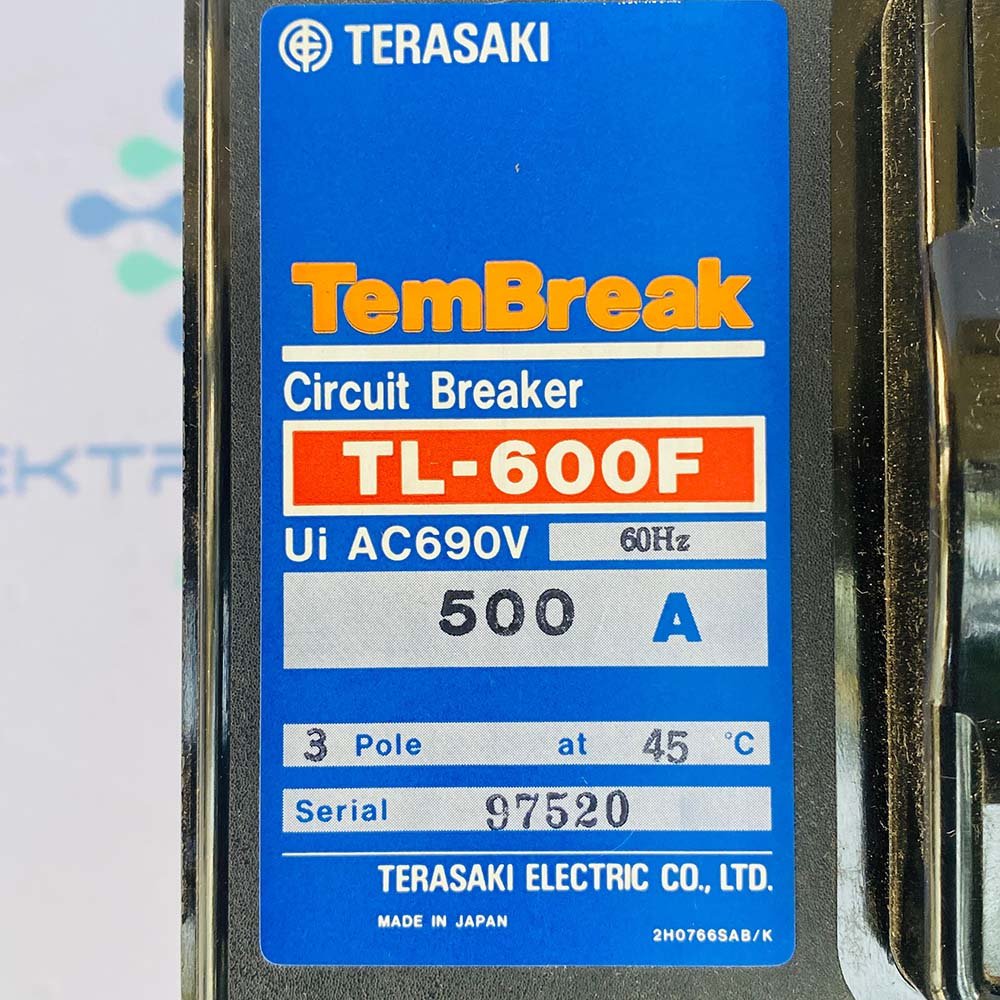 TERASAKI
TemBreak
Circuit Breaker
TL-600F
Ui AC690V 60Hz
500 A
3 Pole at 45 °C
Serial 97520
TERASAKI ELECTRIC CO., LTD.
MADE IN JAPAN
2H0766SAB/K